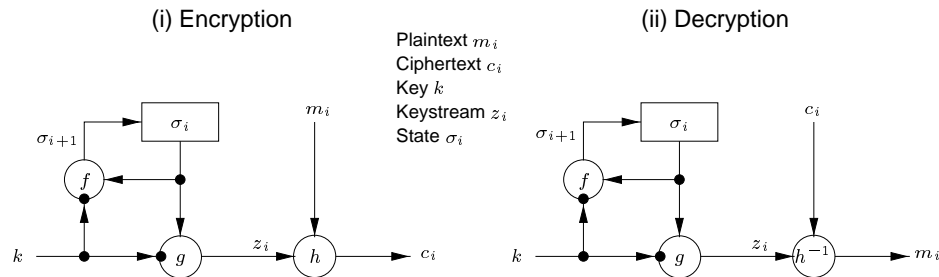 (i) Encryption
(ii) Decryption
Plaintext m_i
Ciphertext c_i
Key k
Keystream z_i
State σ_i
σ_i
m_i
σ_{i+1}
f
k
g
z_i
h
c_i
σ_i
c_i
σ_{i+1}
f
k
g
z_i
h^{-1}
m_i